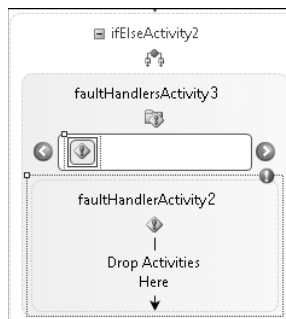 ifElseActivity2
faultHandlersActivity3
faultHandlerActivity2
Drop Activities
Here